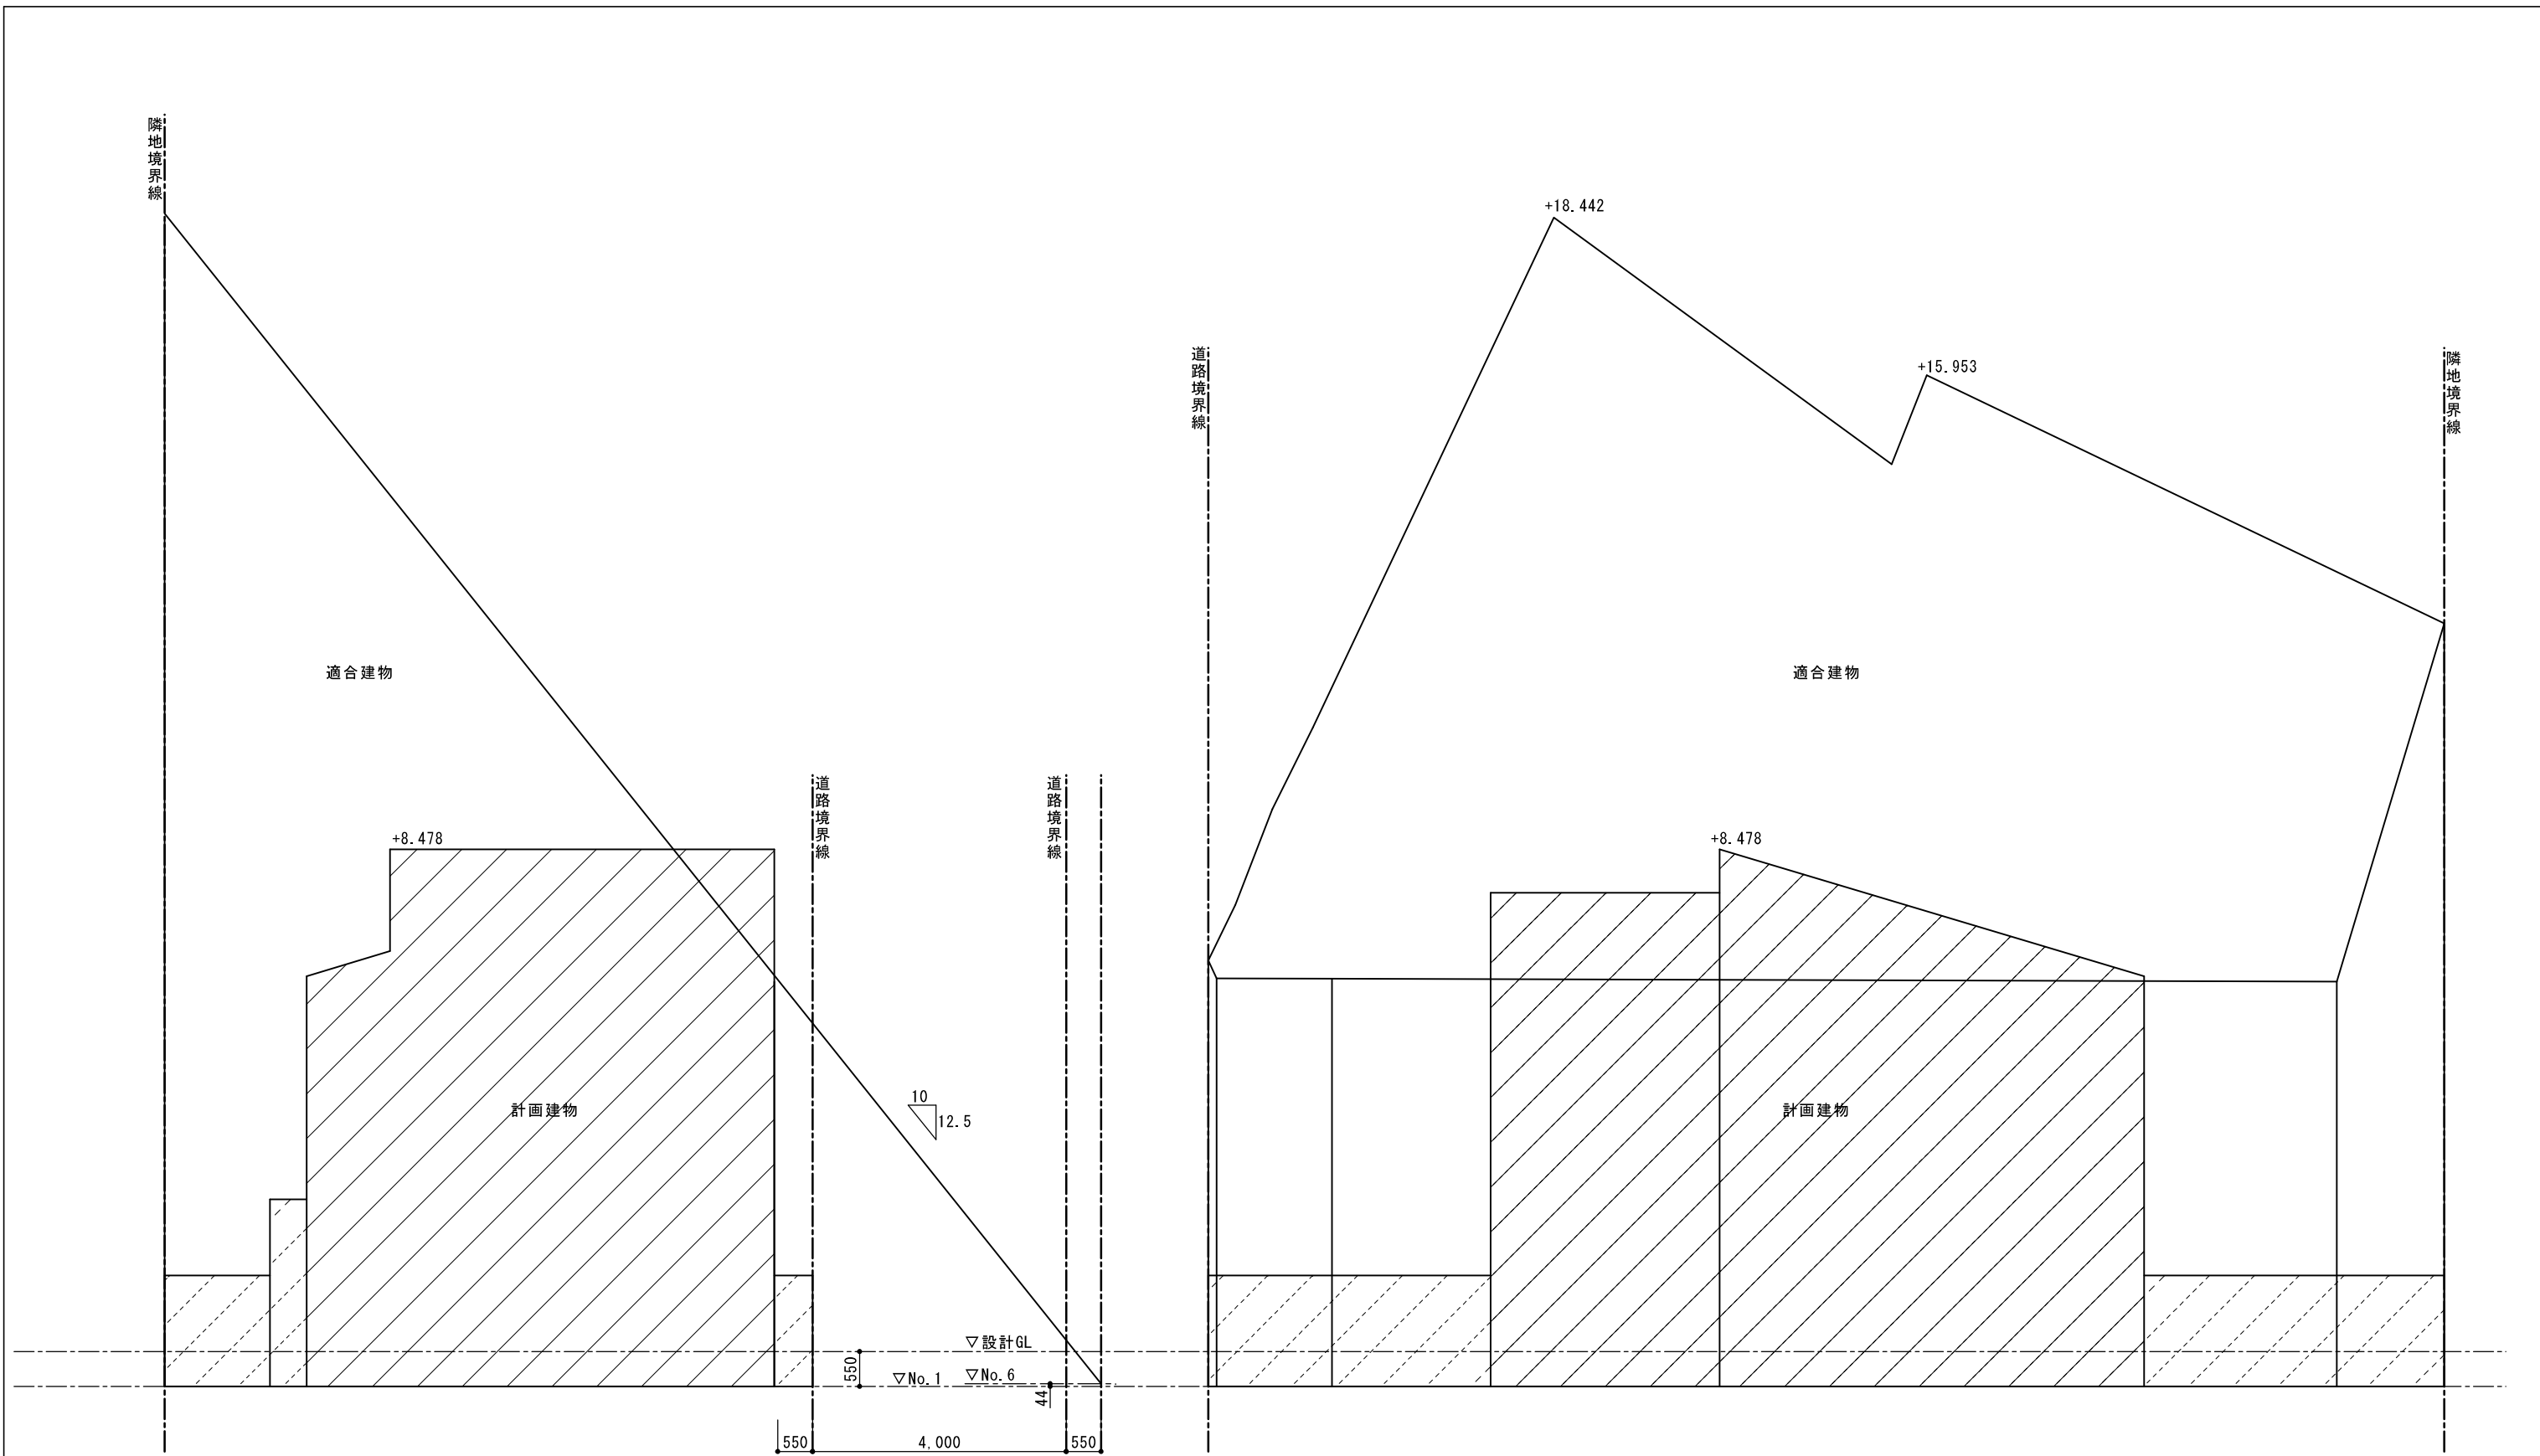 隣地境界線
+18.442
道路境界線
隣地境界線
+15.953
適合建物
適合建物
道路境界線
道路境界線
+8.478
+8.478
10
12.5
計画建物
計画建物
▽設計GL
550
▽No.1
▽No.6
44
550
4,000
550